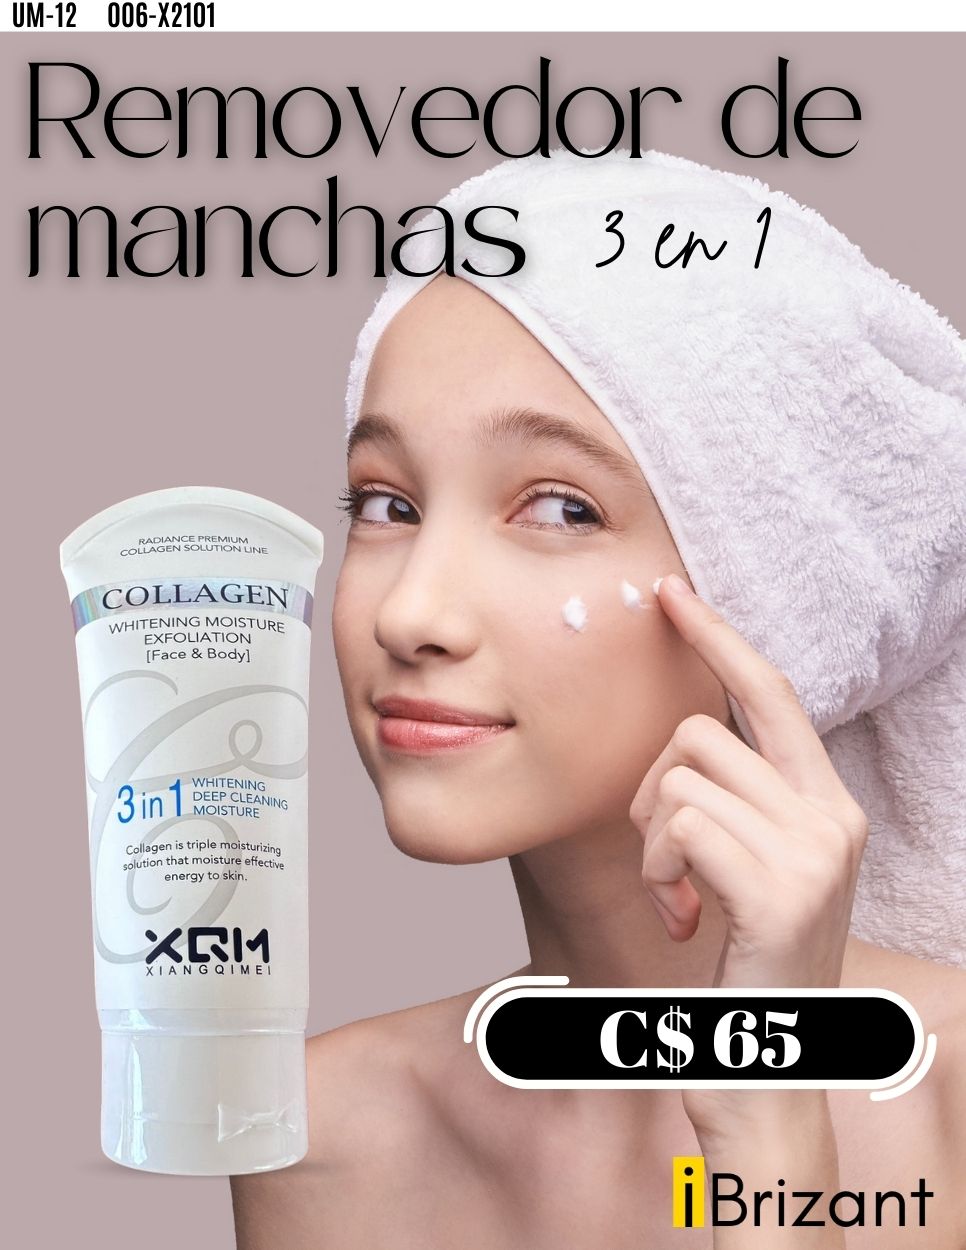 UM-12 006-X2101
Removedor de
manchas 3 en 1
RADIANCE PREMIUM
COLLAGEN SOLUTION LINE
COLLAGEN
WHITENING MOISTURE
EXFOLIATION
[Face & Body]
3 in 1 WHITENING
DEEP CLEANING
MOISTURE
Collagen is triple moisturizing
solution that moisture effective
energy to skin.
XQM
XIANGQIMEI
C$ 65
iBrizant